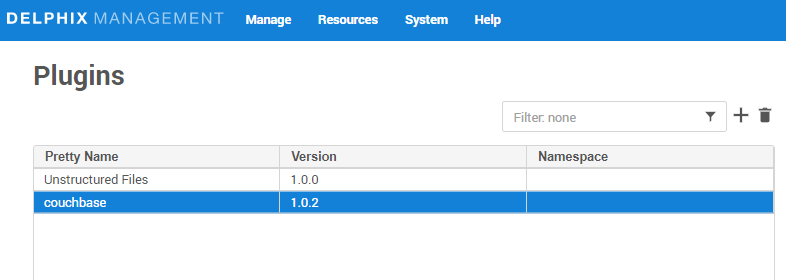 DELPHIX MANAGEMENT Manage Resources System Help
Plugins
Filter: none
Pretty Name Version Namespace
Unstructured Files 1.0.0
couchbase 1.0.2